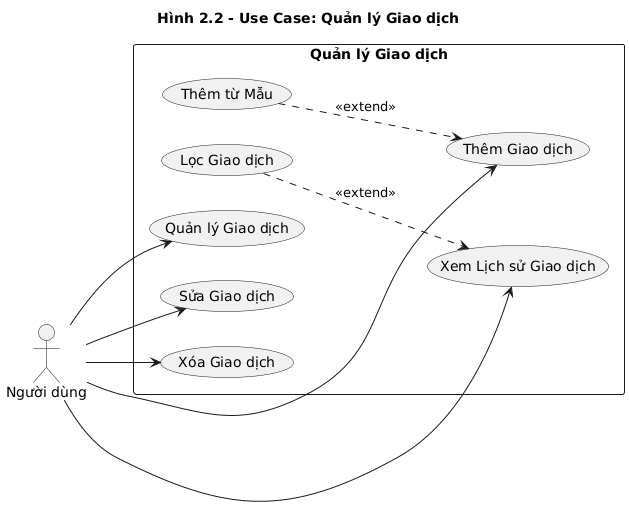 Hình 2.2 - Use Case: Quản lý Giao dịch
Quản lý Giao dịch
Thêm từ Mẫu
«extend»
Thêm Giao dịch
Lọc Giao dịch
«extend»
Quản lý Giao dịch
Xem Lịch sử Giao dịch
Sửa Giao dịch
Xóa Giao dịch
Người dùng